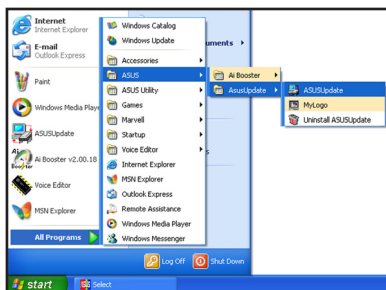 Internet
Internet Explorer
E-mail
Outlook Express
Paint
Windows Media Play
ASUSUpdate
Ai Booster v2.00.18
Voice Editor
MSN Explorer
All Programs
Windows Catalog
Windows Update
Accessories
ASUS
ASUS Utility
Games
Marvell
Startup
Voice Editor
Internet Explorer
MSN Explorer
Outlook Express
Remote Assistance
Windows Media Player
Windows Messenger
uments
s
Ai Booster
AsusUpdate
ASUSUpdate
MyLogo
Uninstall ASUSUpdate
Log Off
Shut Down
start
Select